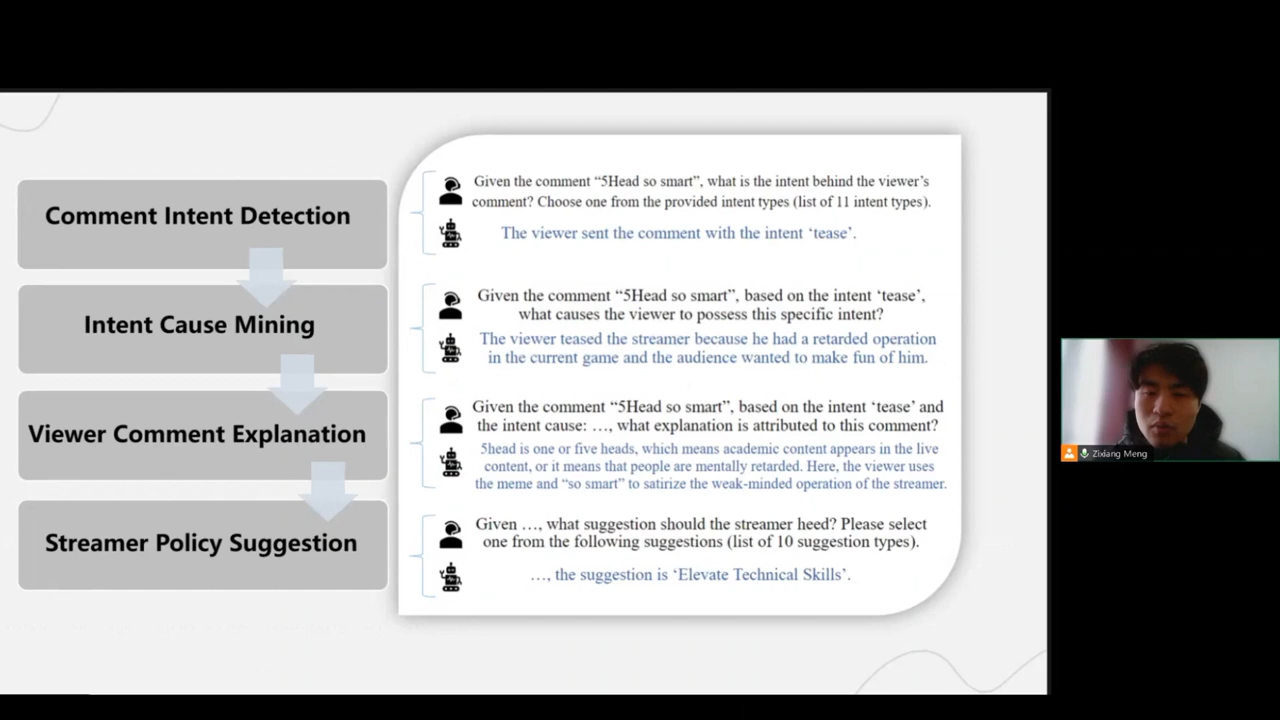 Comment Intent Detection
Intent Cause Mining
Viewer Comment Explanation
Streamer Policy Suggestion
Given the comment “5Head so smart”, what is the intent behind the viewer’s
comment? Choose one from the provided intent types (list of 11 intent types).
The viewer sent the comment with the intent ‘tease’.
Given the comment “5Head so smart”, based on the intent ‘tease’,
what causes the viewer to possess this specific intent?
The viewer teased the streamer because he had a retarded operation
in the current game and the audience wanted to make fun of him.
Given the comment “5Head so smart”, based on the intent ‘tease’ and
the intent cause: …, what explanation is attributed to this comment?
5head is one or five heads, which means academic content appears in the live
content, or it means that people are mentally retarded. Here, the viewer uses
the meme and “so smart” to satirize the weak-minded operation of the streamer.
Given …, what suggestion should the streamer heed? Please select
one from the following suggestions (list of 10 suggestion types).
…, the suggestion is ‘Elevate Technical Skills’.
Zixiang Meng